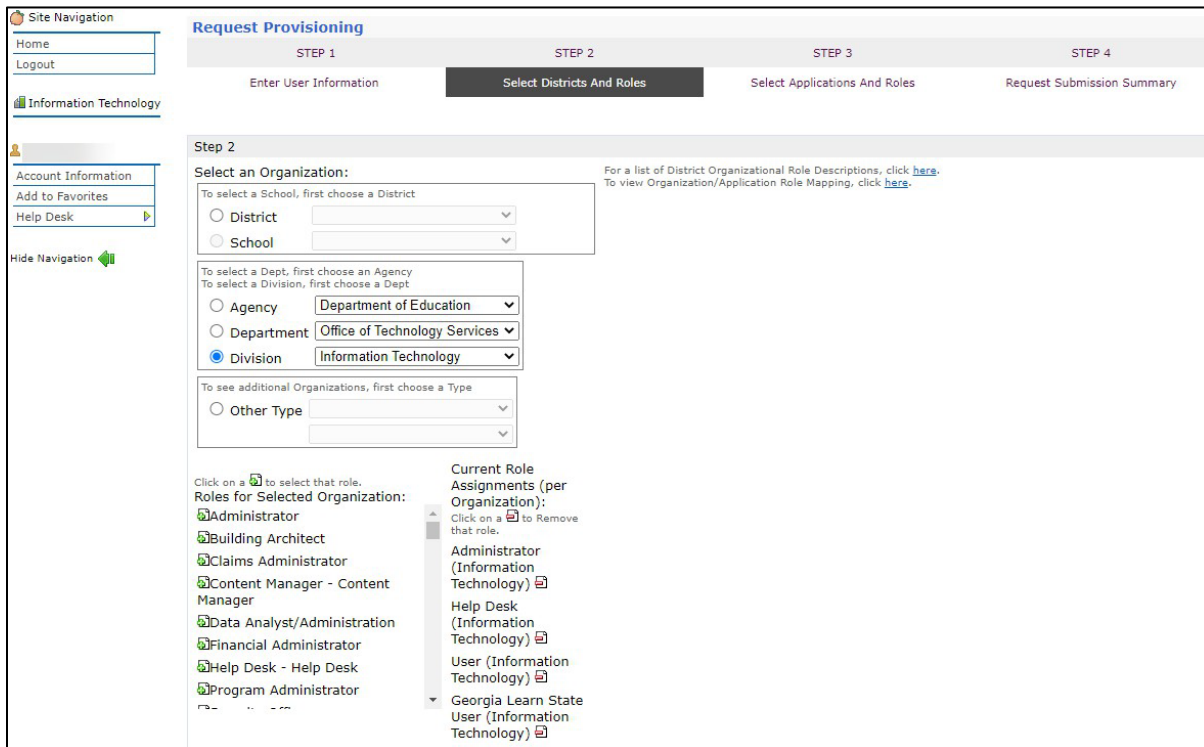 Site Navigation
Home
Logout
Information Technology
Account Information
Add to Favorites
Help Desk
Hide Navigation
Request Provisioning
STEP 1
STEP 2
STEP 3
STEP 4
Enter User Information
Select Districts And Roles
Select Applications And Roles
Request Submission Summary
Step 2
Select an Organization:
For a list of District Organizational Role Descriptions, click here.
To view Organization/Application Role Mapping, click here.
To select a School, first choose a District
District
School
To select a Dept, first choose an Agency
To select a Division, first choose a Dept
Agency Department of Education
Department Office of Technology Services
Division Information Technology
To see additional Organizations, first choose a Type
Other Type
Click on a to select that role.
Roles for Selected Organization:
Administrator
Building Architect
Claims Administrator
Content Manager - Content
Manager
Data Analyst/Administration
Financial Administrator
Help Desk - Help Desk
Program Administrator
Current Role
Assignments (per
Organization):
Click on a to Remove
that role.
Administrator
(Information
Technology)
Help Desk
(Information
Technology)
User (Information
Technology)
Georgia Learn State
User (Information
Technology)